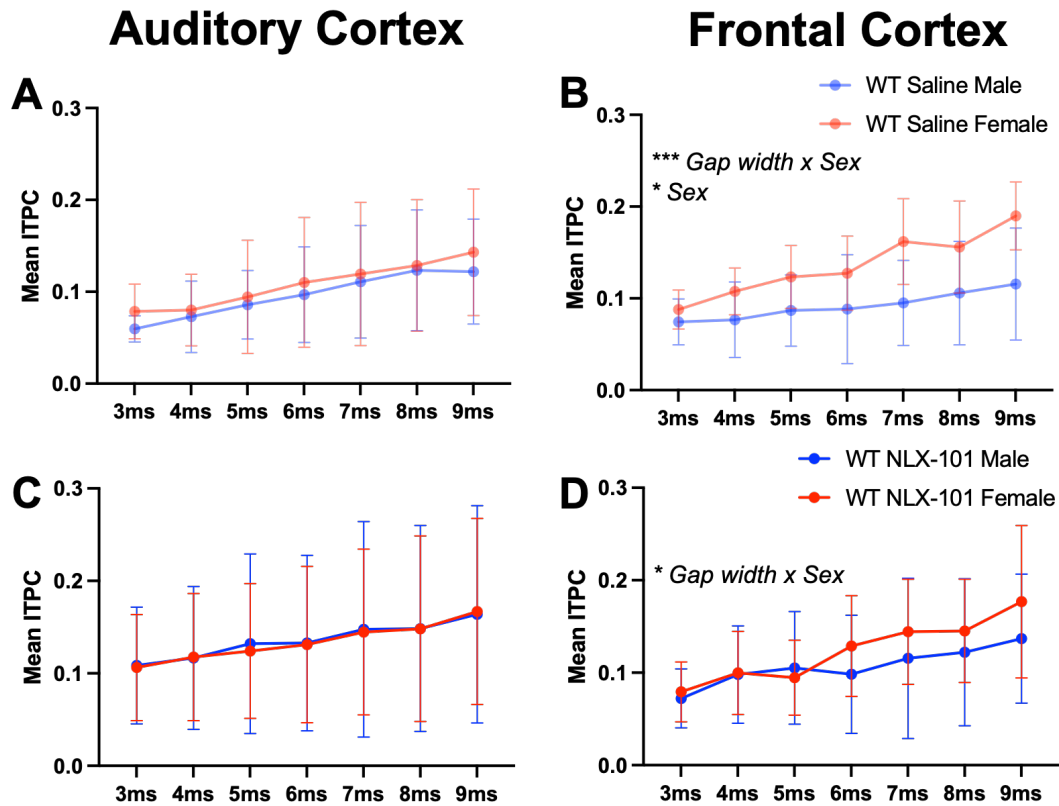 Auditory Cortex
Frontal Cortex
A
0.3
0.2
0.1
0.0
Mean ITPC
3ms 4ms 5ms 6ms 7ms 8ms 9ms
B
WT Saline Male
WT Saline Female
*** Gap width x Sex
* Sex
0.3
0.2
0.1
0.0
Mean ITPC
3ms 4ms 5ms 6ms 7ms 8ms 9ms
C
0.3
0.2
0.1
0.0
Mean ITPC
3ms 4ms 5ms 6ms 7ms 8ms 9ms
D
WT NLX-101 Male
WT NLX-101 Female
* Gap width x Sex
0.3
0.2
0.1
0.0
Mean ITPC
3ms 4ms 5ms 6ms 7ms 8ms 9ms